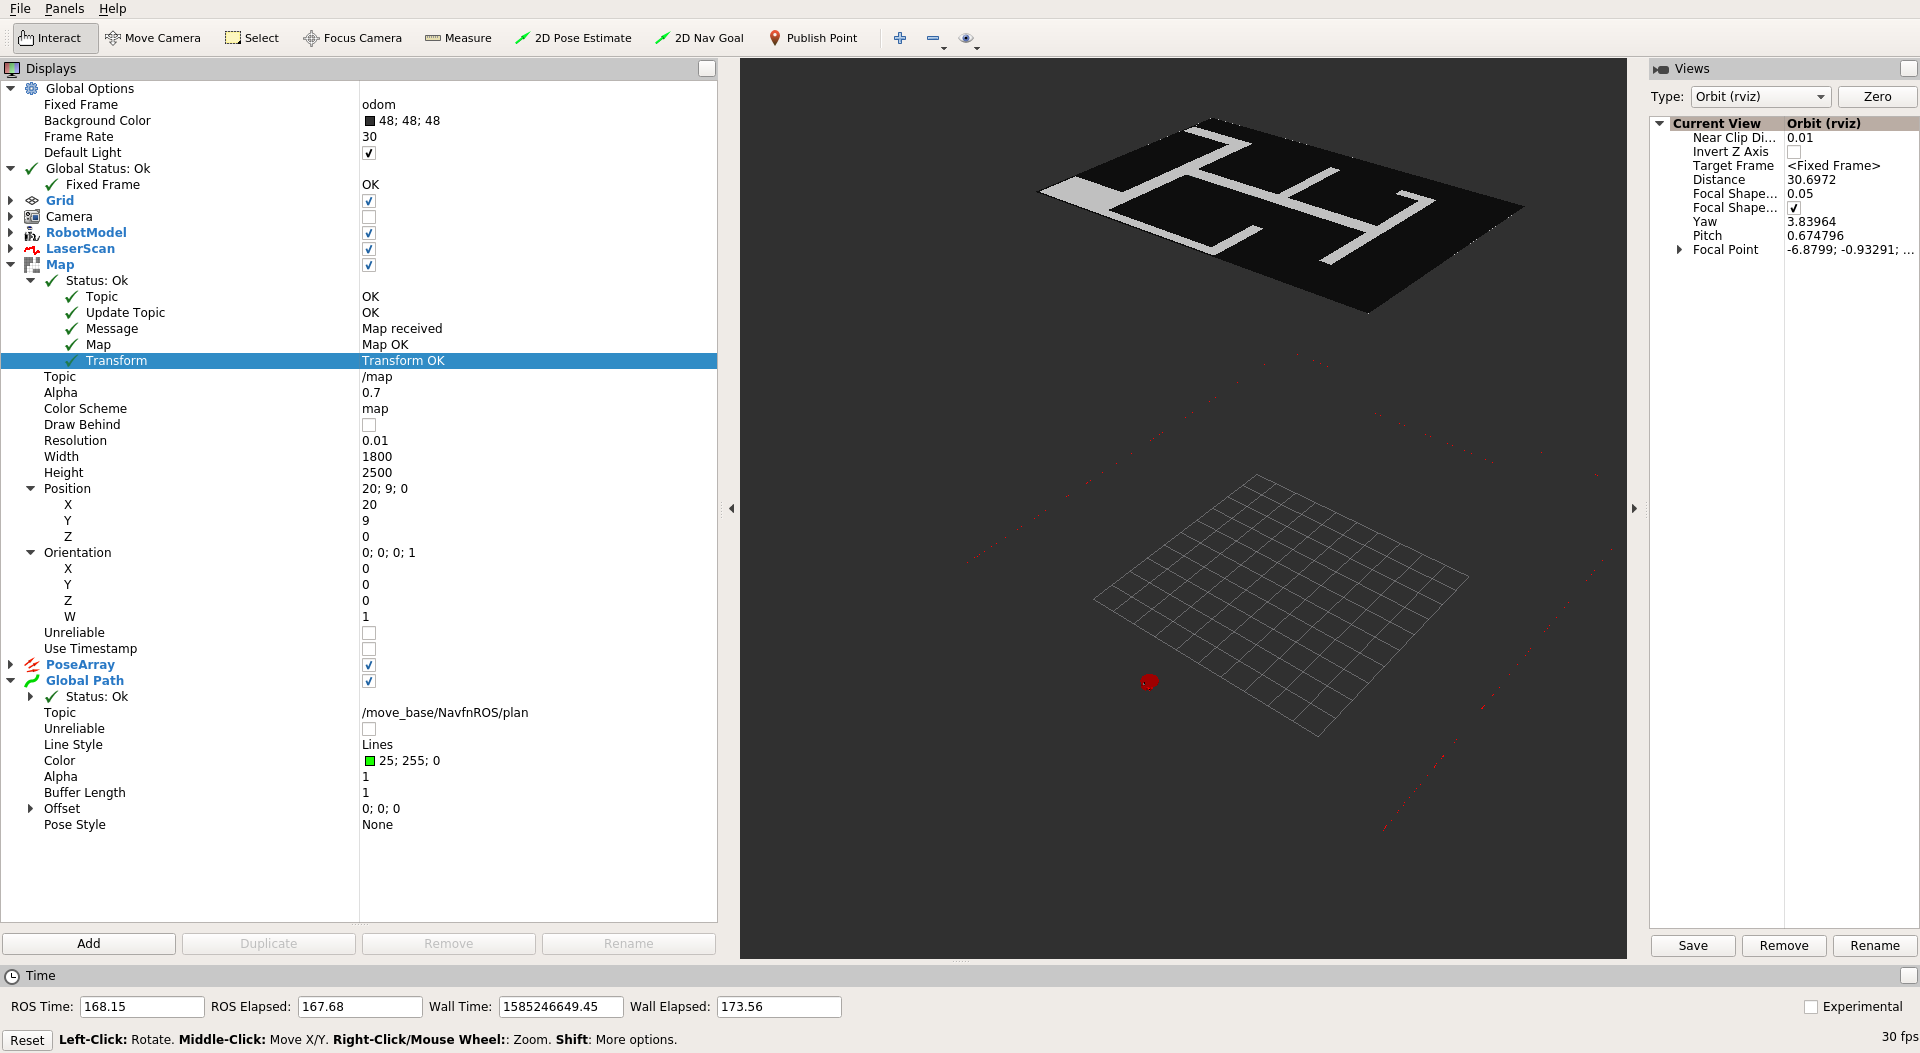 File Panels Help
Interact Move Camera Select Focus Camera Measure 2D Pose Estimate 2D Nav Goal Publish Point
Displays
Global Options
Fixed Frame odom
Background Color 48; 48; 48
Frame Rate 30
Default Light
Global Status: Ok
Fixed Frame OK
Grid
Camera
RobotModel
LaserScan
Map
Status: Ok
Topic OK
Update Topic OK
Message Map received
Map Map OK
Transform Transform OK
Topic /map
Alpha 0.7
Color Scheme map
Draw Behind
Resolution 0.01
Width 1800
Height 2500
Position 20; 9; 0
X 20
Y 9
Z 0
Orientation 0; 0; 0; 1
X 0
Y 0
Z 0
W 1
Unreliable
Use Timestamp
PoseArray
Global Path
Status: Ok
Topic /move_base/NavfnROS/plan
Unreliable
Line Style Lines
Color 25; 255; 0
Alpha 1
Buffer Length 1
Offset 0; 0; 0
Pose Style None
Add Duplicate Remove Rename
Views
Type: Orbit (rviz) Zero
Current View Orbit (rviz)
Near Clip Di... 0.01
Invert Z Axis
Target Frame <Fixed Frame>
Distance 30.6972
Focal Shape... 0.05
Focal Shape...
Yaw 3.83964
Pitch 0.674796
Focal Point -6.8799; -0.93291; ...
Save Remove Rename
Time
ROS Time: 168.15 ROS Elapsed: 167.68 Wall Time: 1585246649.45 Wall Elapsed: 173.56 Experimental
Reset Left-Click: Rotate. Middle-Click: Move X/Y. Right-Click/Mouse Wheel:: Zoom. Shift: More options. 30 fps